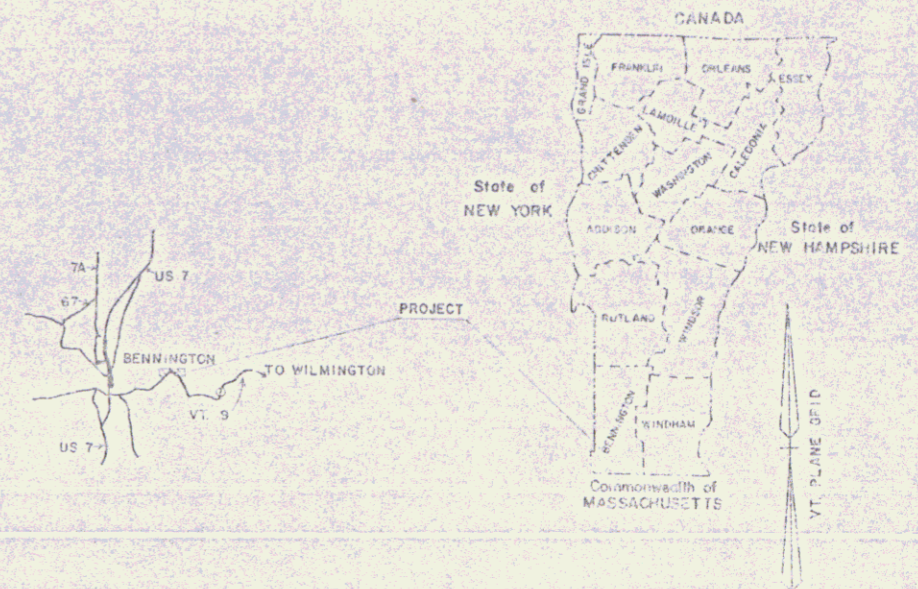 CANADA
GRAND ISLE
FRANKLIN
ORLEANS
ESSEX
LAMOILLE
CHITTENDEN
WASHINGTON
CALEDONIA
State of
NEW YORK
ADDISON
ORANGE
State of
NEW HAMPSHIRE
7A
US 7
67
PROJECT
RUTLAND
WINDSOR
BENNINGTON
TO WILMINGTON
VT. 9
US 7
BENNINGTON
WINDHAM
VT. PLANE GRID
Commonwealth of
MASSACHUSETTS